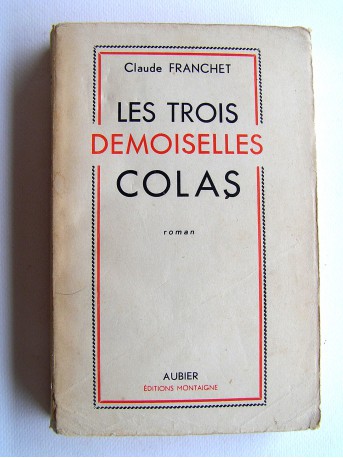 Claude FRANCHET
LES TROIS
DEMOISELLES
COLAS
roman
AUBIER
ÉDITIONS MONTAIGNE